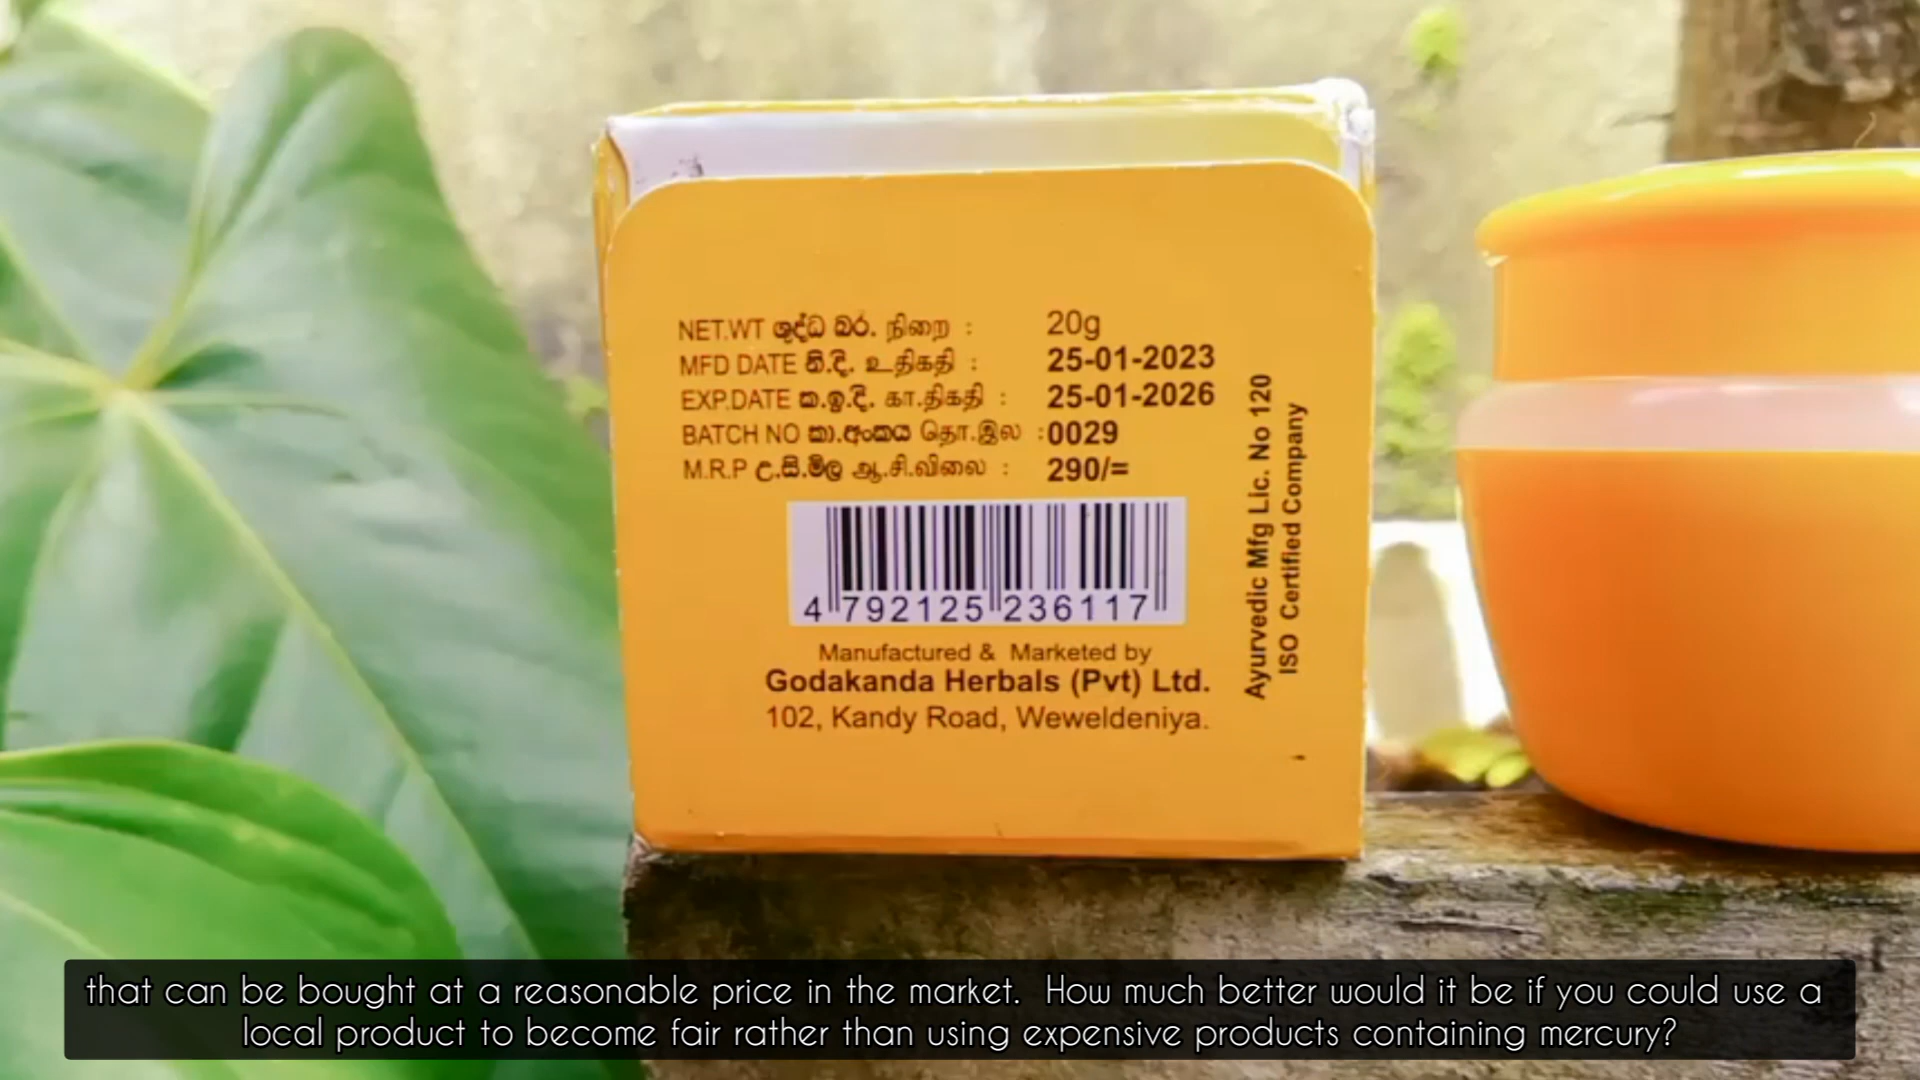 NET.WT ශුද්ධ බර. நிறை : 20g
MFD DATE නි.දි. உ.திகதி : 25-01-2023
EXP.DATE ක.ඉ.දි. கா.திகதி : 25-01-2026
BATCH NO කා.අංකය தொ.இல : 0029
M.R.P උ.සි.මිල ஆ.சி.விலை : 290/=
4 792125 236117
Manufactured & Marketed by
Godakanda Herbals (Pvt) Ltd.
102, Kandy Road, Weweldeniya.
Ayurvedic Mfg Lic. No 120
ISO Certified Company
that can be bought at a reasonable price in the market. How much better would it be if you could use a
local product to become fair rather than using expensive products containing mercury?